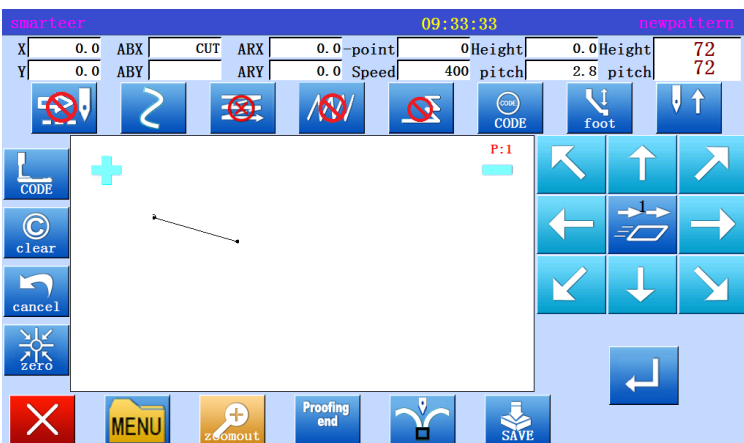 smarteer 09:33:33 newpattern
X 0.0 ABX CUT ARX 0.0 -point 0 Height 0.0 Height 72
Y 0.0 ABY ARY 0.0 Speed 400 pitch 2.8 pitch 72
CODE
CODE foot
P:1
CODE
1
clear
cancel
zero
MENU zoomout Proofing end SAVE